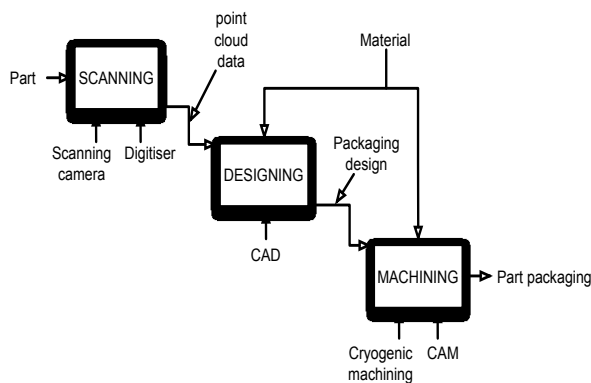 point
cloud
data
Material
Part
SCANNING
Scanning
camera
Digitiser
Packaging
design
DESIGNING
CAD
MACHINING
Part packaging
Cryogenic
machining
CAM